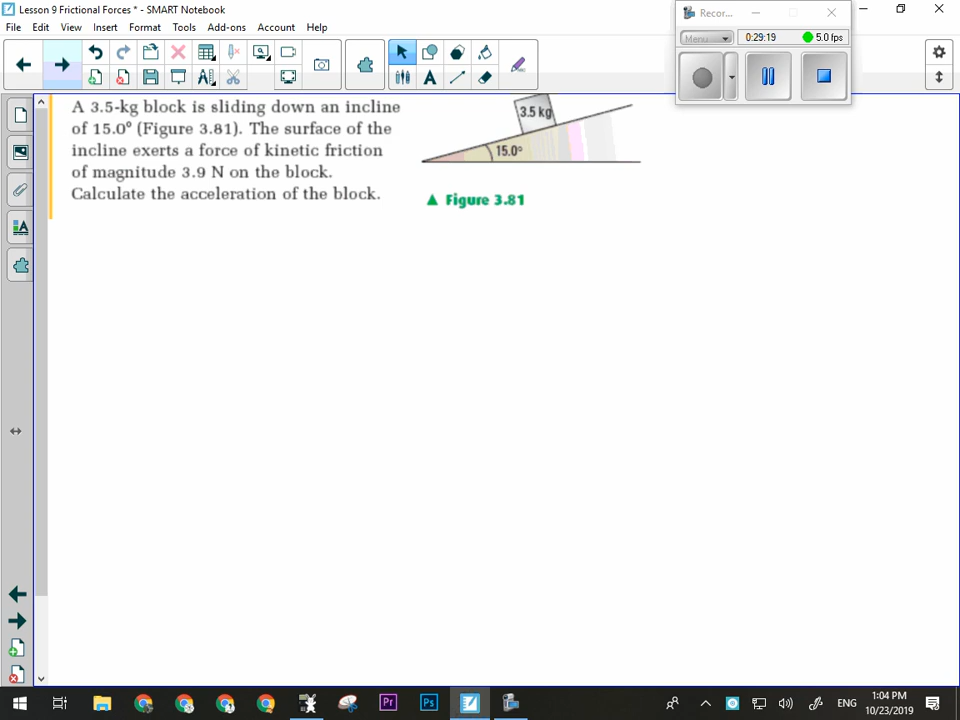 Lesson 9 Frictional Forces * - SMART Notebook
Recor...
File Edit View Insert Format Tools Add-ons Account Help
Menu 0:29:19 5.0 fps
A 3.5-kg block is sliding down an incline
of 15.0° (Figure 3.81). The surface of the
incline exerts a force of kinetic friction
of magnitude 3.9 N on the block.
Calculate the acceleration of the block.
3.5 kg
15.0°
▲ Figure 3.81
Pr
Ps
ENG
1:04 PM
10/23/2019